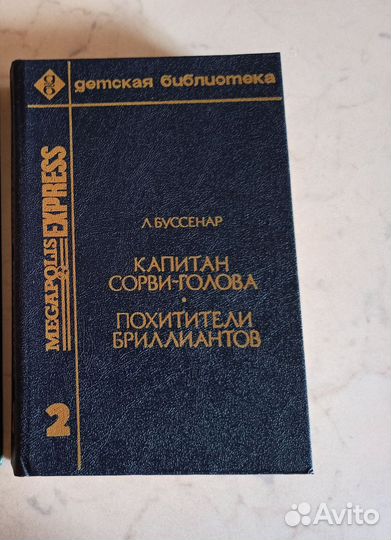 детская библиотека
MEGAPOLIS EXPRESS
Л.БУССЕНАР
КАПИТАН
СОРВИ-ГОЛОВА
•
ПОХИТИТЕЛИ
БРИЛЛИАНТОВ
2
Avito